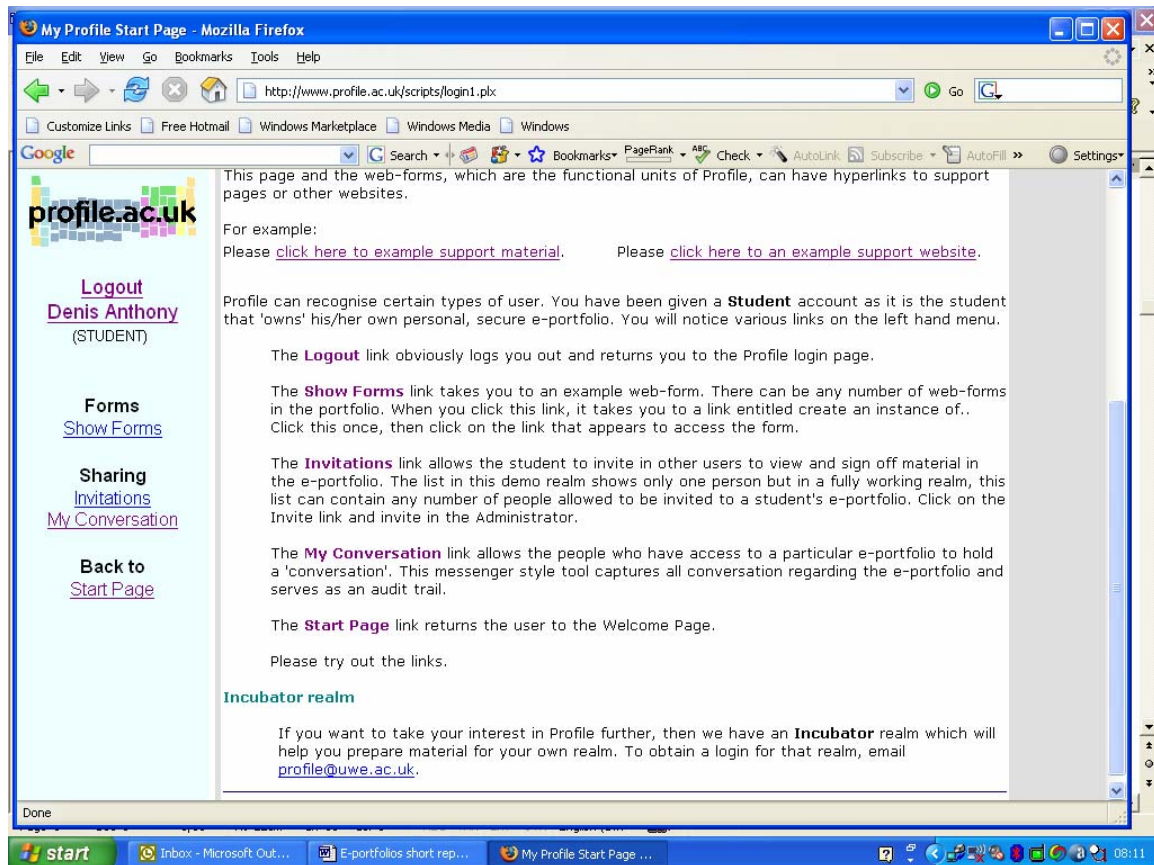 My Profile Start Page - Mozilla Firefox
File Edit View Go Bookmarks Tools Help
http://www.profile.ac.uk/scripts/login1.plx
Go
Customize Links Free Hotmail Windows Marketplace Windows Media Windows
Google Search Bookmarks PageRank ABC Check AutoLink Subscribe AutoFill » Settings
profile.ac.uk
Logout
Denis Anthony
(STUDENT)
Forms
Show Forms
Sharing
Invitations
My Conversation
Back to
Start Page
This page and the web-forms, which are the functional units of Profile, can have hyperlinks to support
pages or other websites.
For example:
Please click here to example support material. Please click here to an example support website.
Profile can recognise certain types of user. You have been given a Student account as it is the student
that 'owns' his/her own personal, secure e-portfolio. You will notice various links on the left hand menu.
The Logout link obviously logs you out and returns you to the Profile login page.
The Show Forms link takes you to an example web-form. There can be any number of web-forms
in the portfolio. When you click this link, it takes you to a link entitled create an instance of..
Click this once, then click on the link that appears to access the form.
The Invitations link allows the student to invite in other users to view and sign off material in
the e-portfolio. The list in this demo realm shows only one person but in a fully working realm, this
list can contain any number of people allowed to be invited to a student's e-portfolio. Click on the
Invite link and invite in the Administrator.
The My Conversation link allows the people who have access to a particular e-portfolio to hold
a 'conversation'. This messenger style tool captures all conversation regarding the e-portfolio and
serves as an audit trail.
The Start Page link returns the user to the Welcome Page.
Please try out the links.
Incubator realm
If you want to take your interest in Profile further, then we have an Incubator realm which will
help you prepare material for your own realm. To obtain a login for that realm, email
profile@uwe.ac.uk.
Done
start Inbox - Microsoft Out... E-portfolios short rep... My Profile Start Page ... 08:11